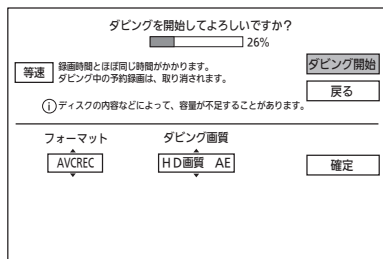 ダビングを開始してよろしいですか？
26%
等速
録画時間とほぼ同じ時間がかかります。
ダビング中の予約録画は、取り消されます。
ダビング開始
戻る
ⓘディスクの内容などによって、容量が不足することがあります。
フォーマット
ダビング画質
AVCREC
HD画質 AE
確定